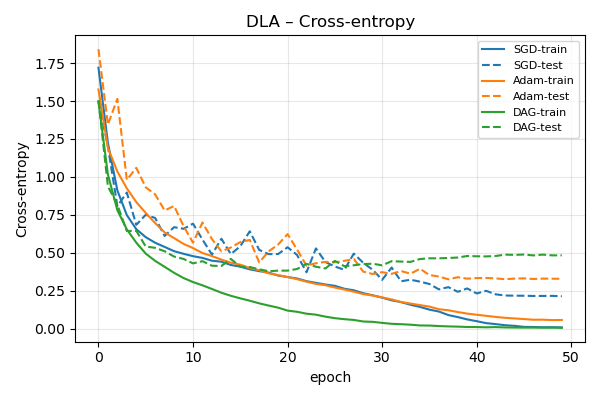 DLA – Cross-entropy
Cross-entropy
1.75
1.50
1.25
1.00
0.75
0.50
0.25
0.00
0
10
20
30
40
50
epoch
SGD-train
SGD-test
Adam-train
Adam-test
DAG-train
DAG-test